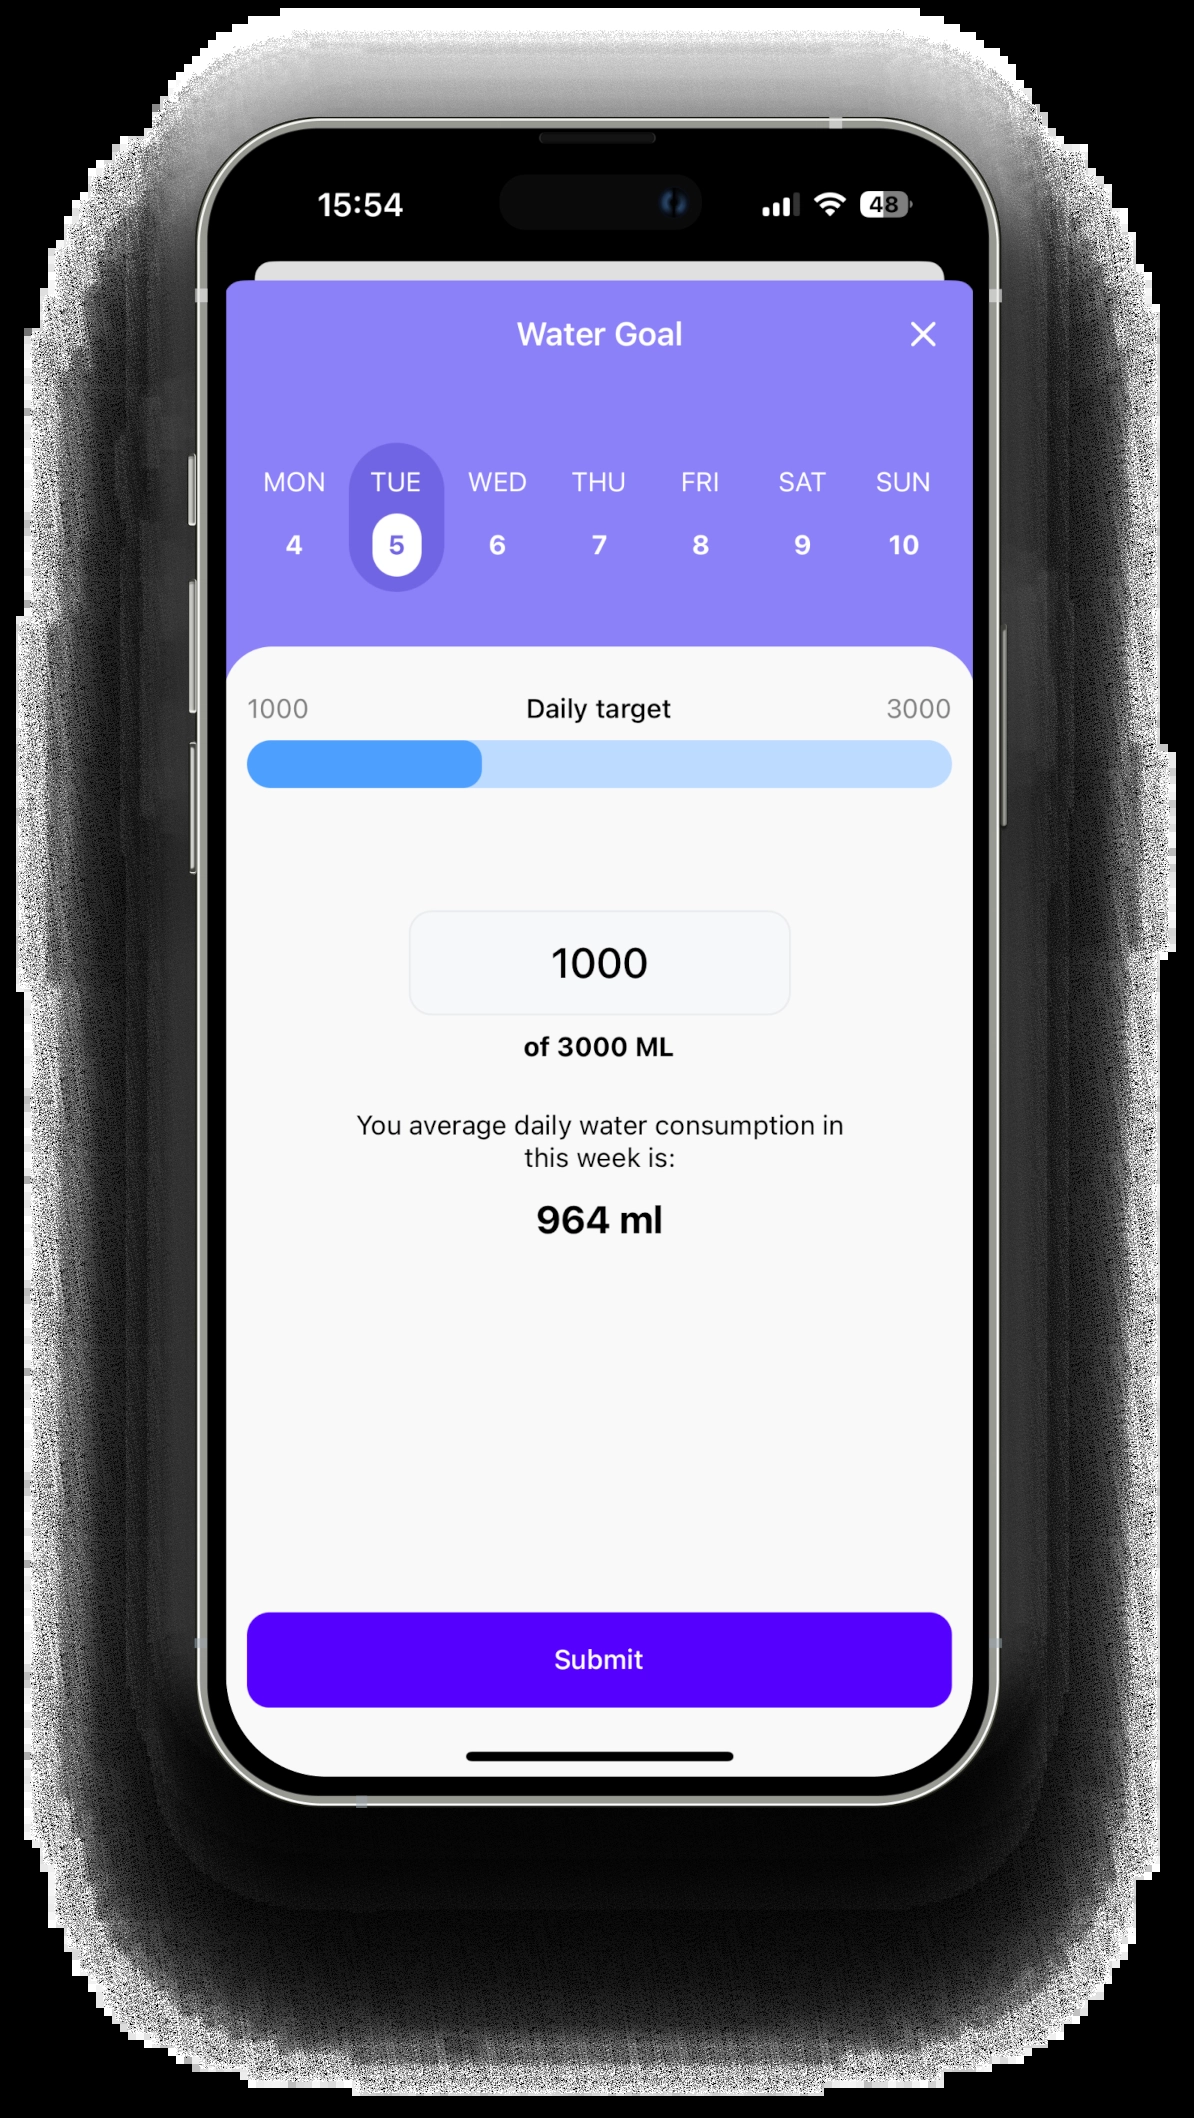 15:54
48
Water Goal
MON TUE WED THU FRI SAT SUN
4 5 6 7 8 9 10
1000 Daily target 3000
1000
of 3000 ML
You average daily water consumption in
this week is:
964 ml
Submit